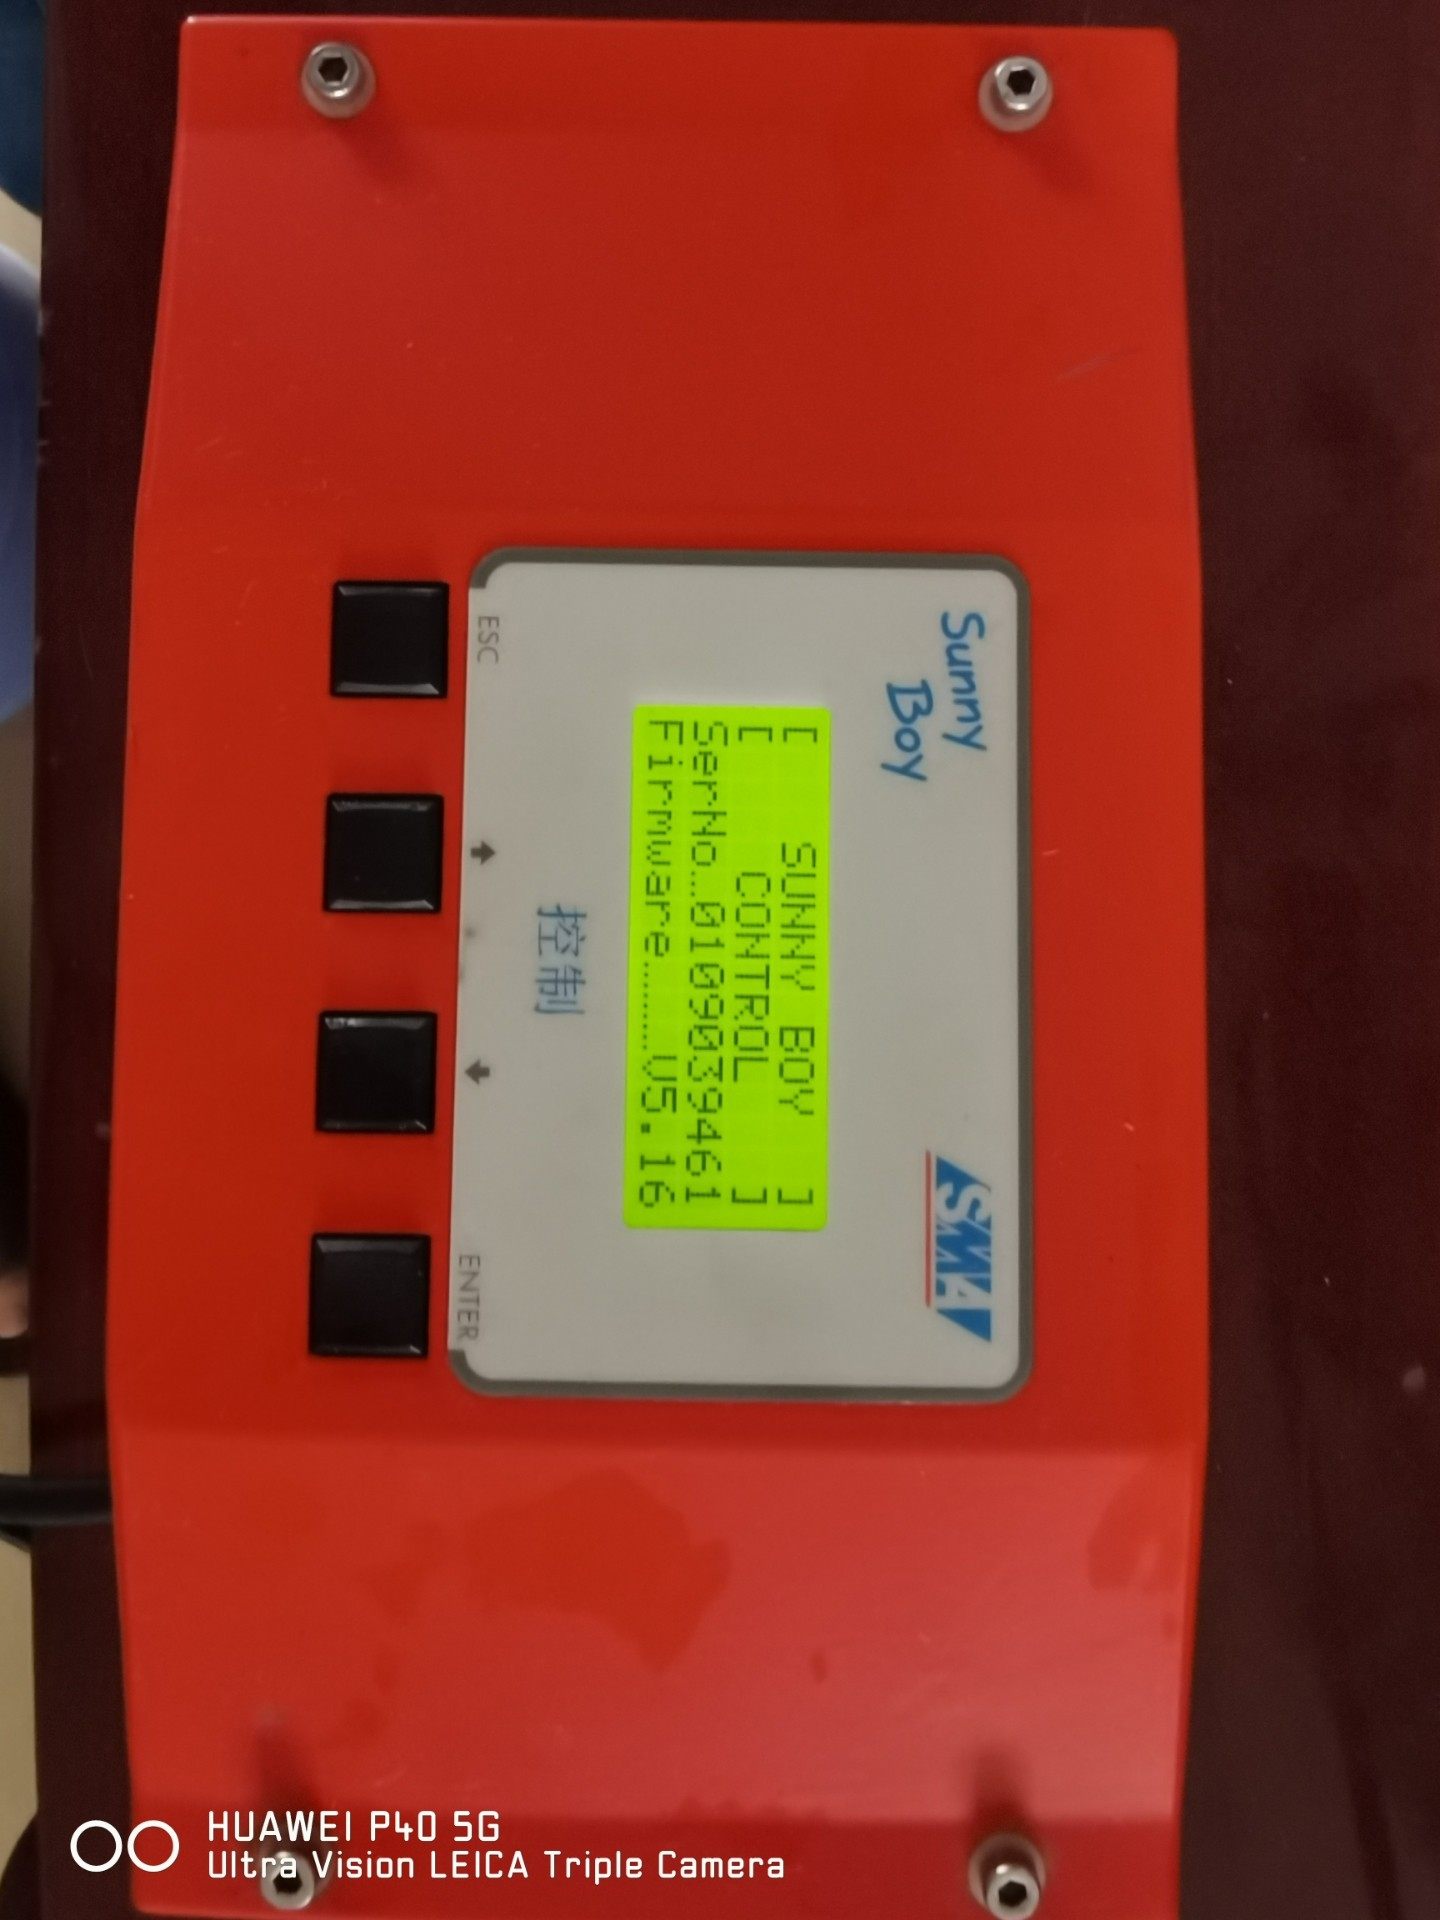 Sunny
Boy
SMA
[ SUNNY BOY ]
[ CONTROL ]
SerNo...0109039461
Firmware.........V5.16
控制
ESC
ENTER
HUAWEI P40 5G
Ultra Vision LEICA Triple Camera